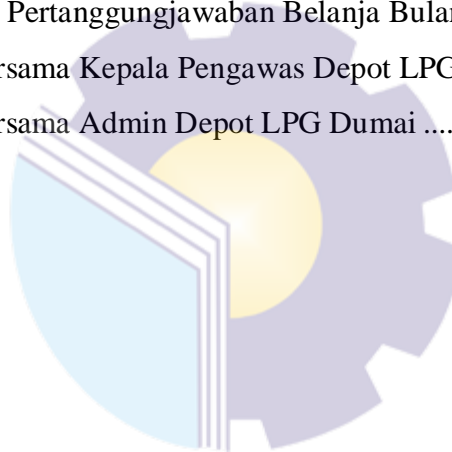 Pertanggungjawaban Belanja Bulan
rsama Kepala Pengawas Depot LPG
rsama Admin Depot LPG Dumai ....